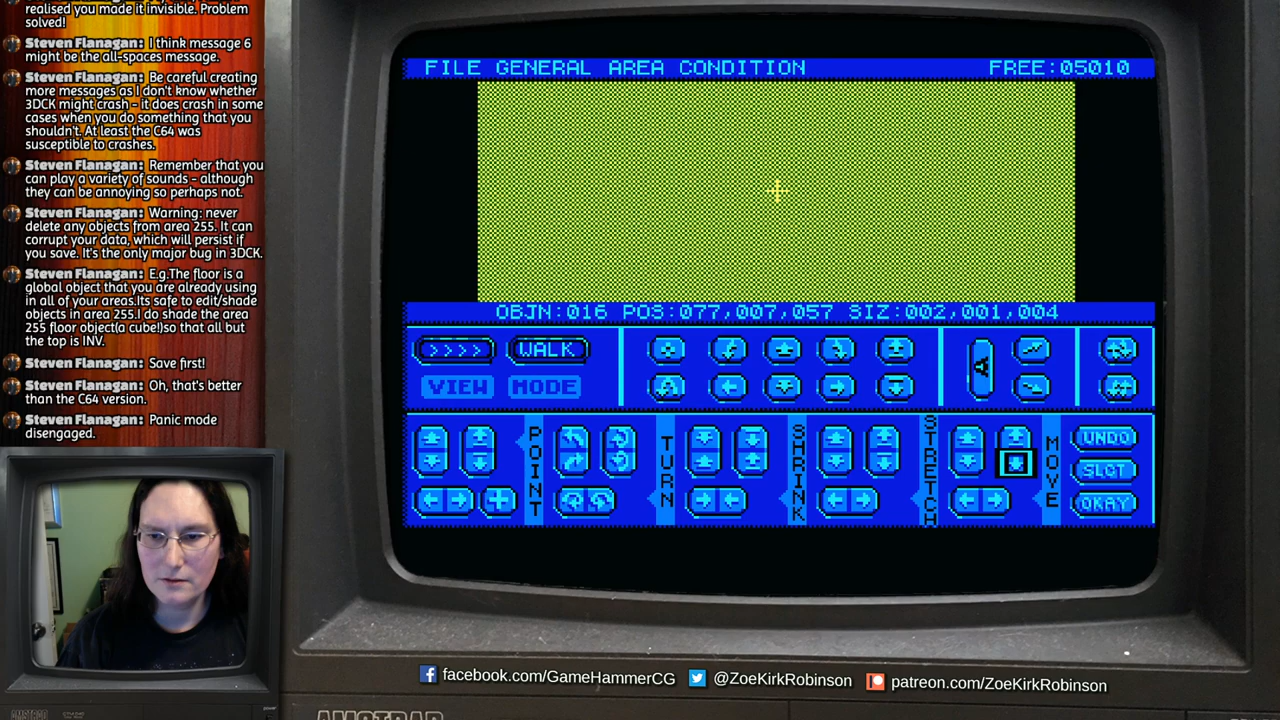 realised you made it invisible. Problem
solved!
Steven Flanagan: I think message 6
might be the all-spaces message.
Steven Flanagan: Be careful creating
more messages as I don't know whether
3DCK might crash - it does crash in some
cases when you do something that you
shouldn't. At least the C64 was
susceptible to crashes.
Steven Flanagan: Remember that you
can play a variety of sounds - although
they can be annoying so perhaps not.
Steven Flanagan: Warning: never
delete any objects from area 255. It can
corrupt your data, which will persist if
you save. It's the only major bug in 3DCK.
Steven Flanagan: E.g.The floor is a
global object that you are already using
in all of your areas.Its safe to edit/shade
objects in area 255.I do shade the area
255 floor object(a cube!)so that all but
the top is INV.
Steven Flanagan: Save first!
Steven Flanagan: Oh, that's better
than the C64 version.
Steven Flanagan: Panic mode
disengaged.
FILE GENERAL AREA CONDITION FREE:05010
OBJN:016 POS:077,007,057 SIZ:002,001,004
>>>> WALK
VIEW MODE
POINT
TURN
SHRINK
STRETCH
MOVE
UNDO
SLCT
OKAY
facebook.com/GameHammerCG @ZoeKirkRobinson patreon.com/ZoeKirkRobinson
AMSTRAD